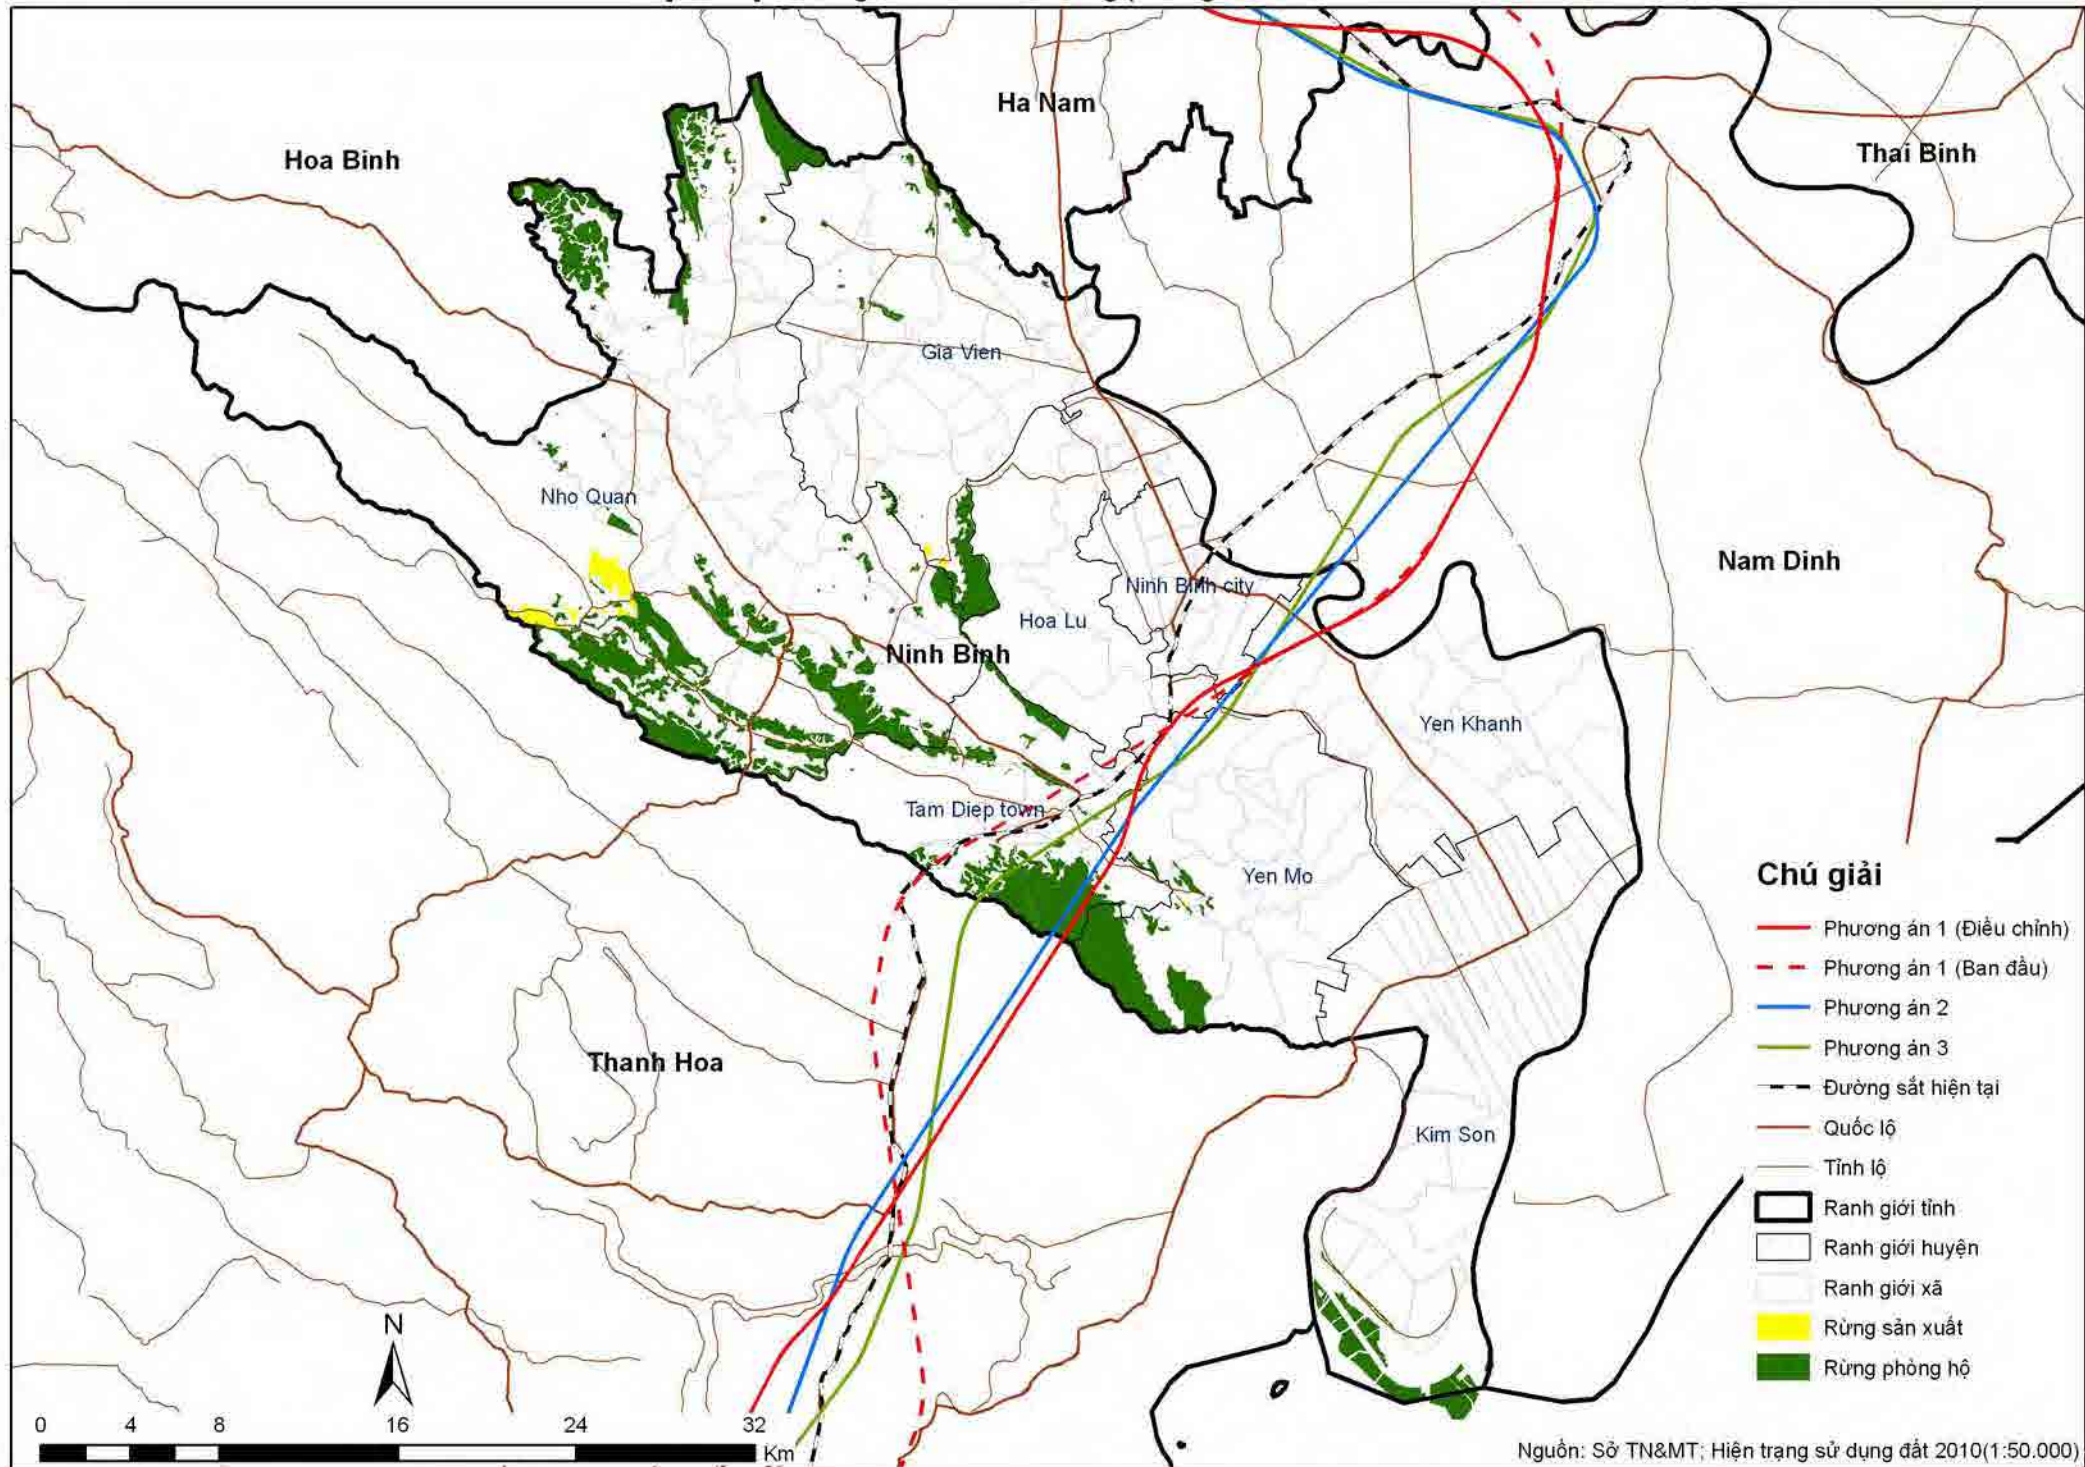 Ha Nam
Hoa Binh
Thai Binh
Gia Vien
Nho Quan
Nam Dinh
Ninh Binh city
Hoa Lu
Ninh Binh
Yen Khanh
Tam Diep town
Yen Mo
Thanh Hoa
Kim Son
Chú giải
Phương án 1 (Điều chỉnh)
Phương án 1 (Ban đầu)
Phương án 2
Phương án 3
Đường sắt hiện tại
Quốc lộ
Tỉnh lộ
Ranh giới tỉnh
Ranh giới huyện
Ranh giới xã
Rừng sản xuất
Rừng phòng hộ
N
0 4 8 16 24 32
Km
Nguồn: Sở TN&MT; Hiện trạng sử dụng đất 2010(1:50.000)